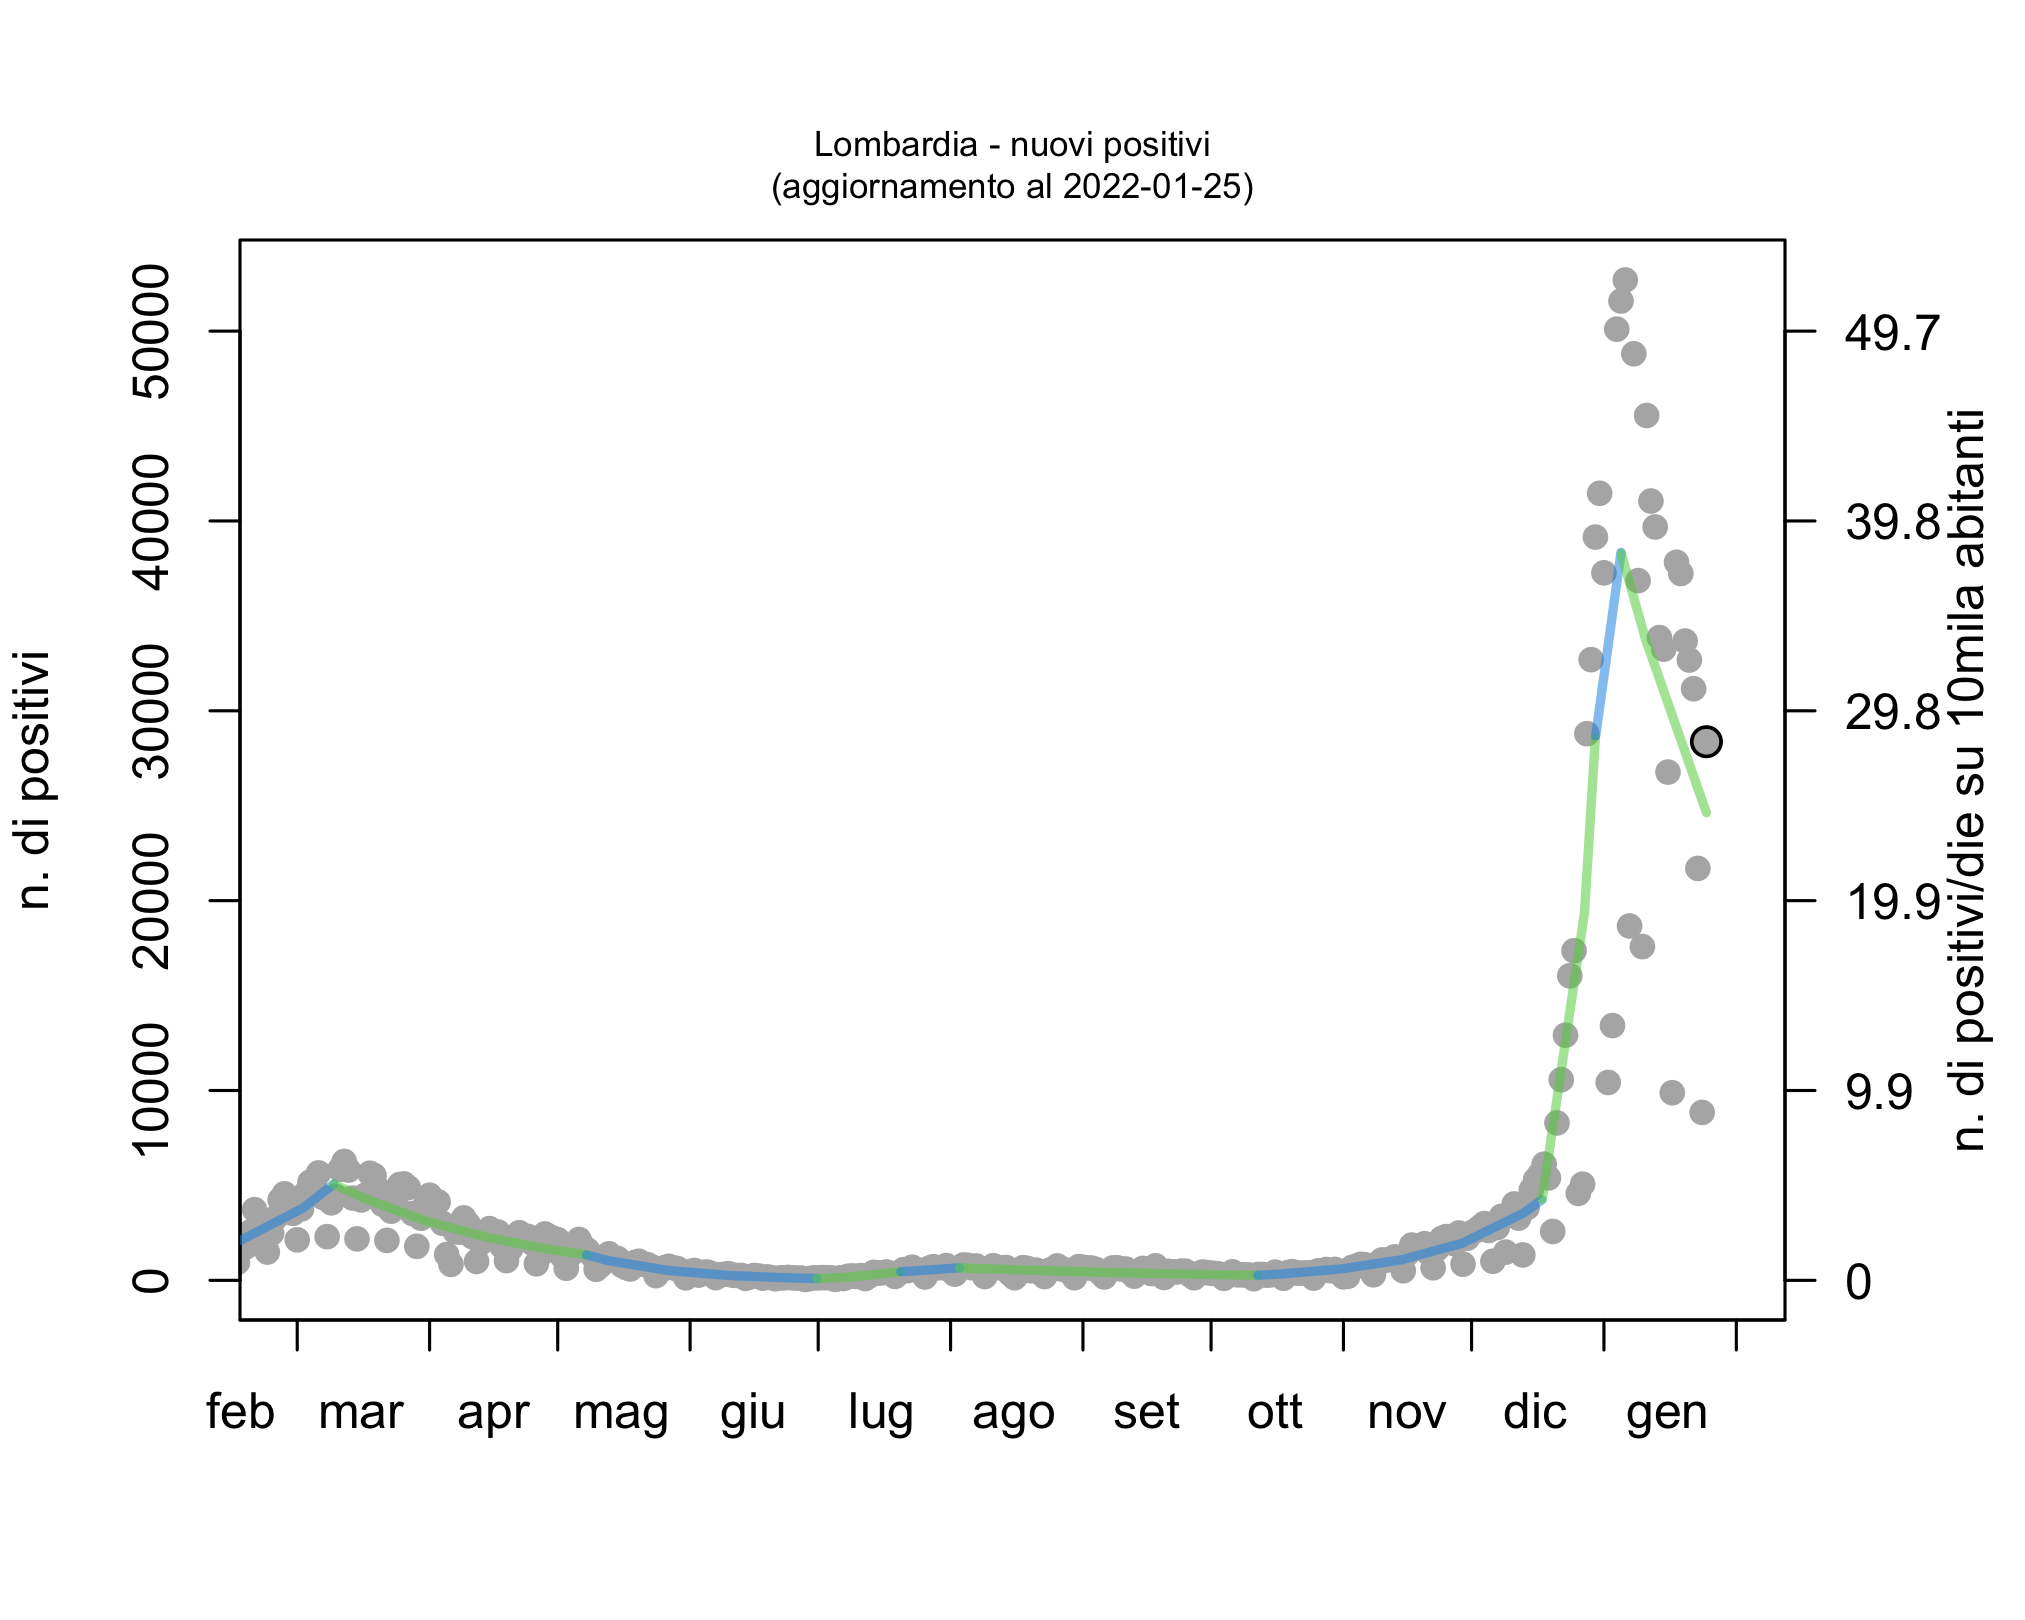 Lombardia - nuovi positivi
(aggiornamento al 2022-01-25)
n. di positivi
50000
40000
30000
20000
10000
0
49.7
39.8
29.8
19.9
9.9
0
n. di positivi/die su 10mila abitanti
feb mar apr mag giu lug ago set ott nov dic gen